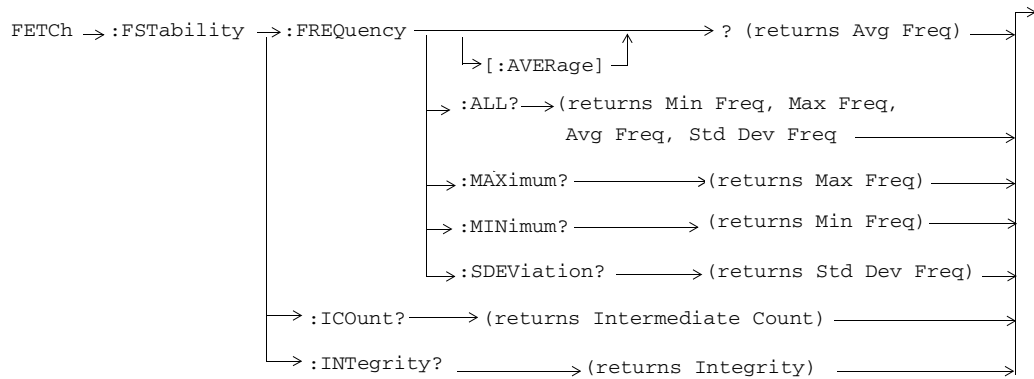 FETCh :FSTability :FREQuency ? (returns Avg Freq)
[:AVERage]
:ALL? (returns Min Freq, Max Freq,
Avg Freq, Std Dev Freq
:MAXimum? (returns Max Freq)
:MINimum? (returns Min Freq)
:SDEViation? (returns Std Dev Freq)
:ICOunt? (returns Intermediate Count)
:INTegrity? (returns Integrity)